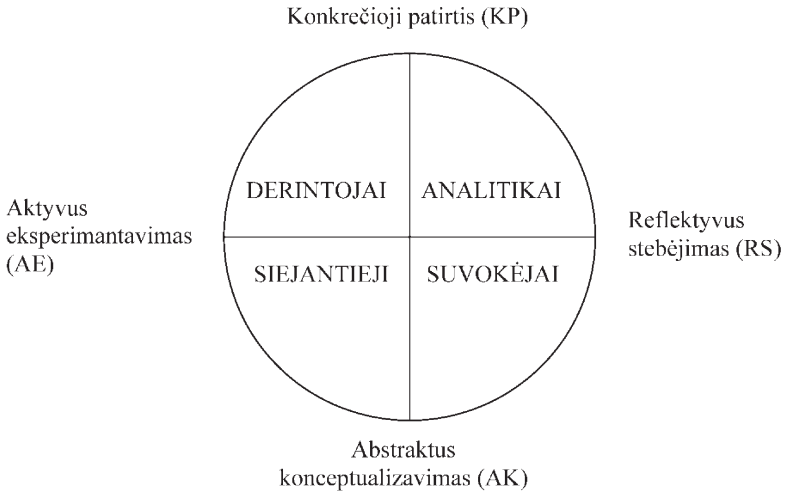 Konkrečioji patirtis (KP)
DERINTOJAI
ANALITIKAI
Aktyvus
eksperimantavimas
(AE)
Reflektyvus
stebėjimas (RS)
SIEJANTIEJI
SUVOKĖJAI
Abstraktus
konceptualizavimas (AK)